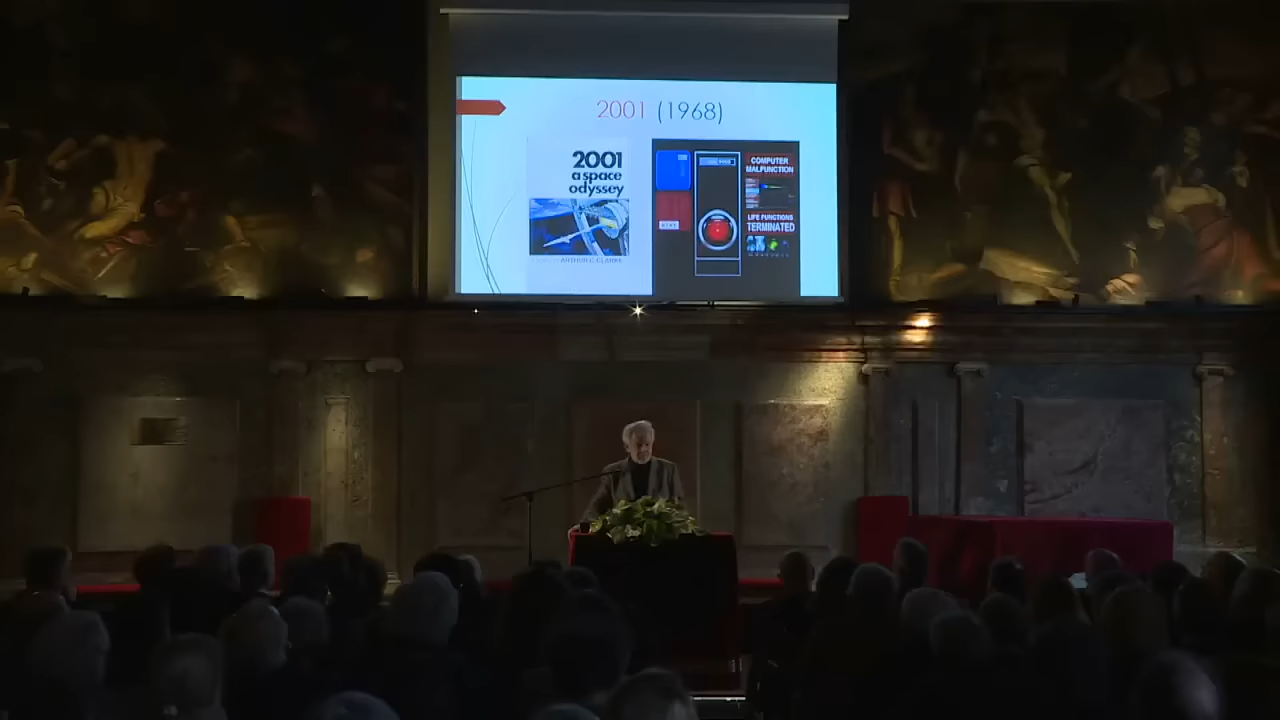 2001 (1968)
2001
a space
odyssey
ARTHUR C. CLARKE
COMPUTER
MALFUNCTION
LIFE FUNCTIONS
TERMINATED